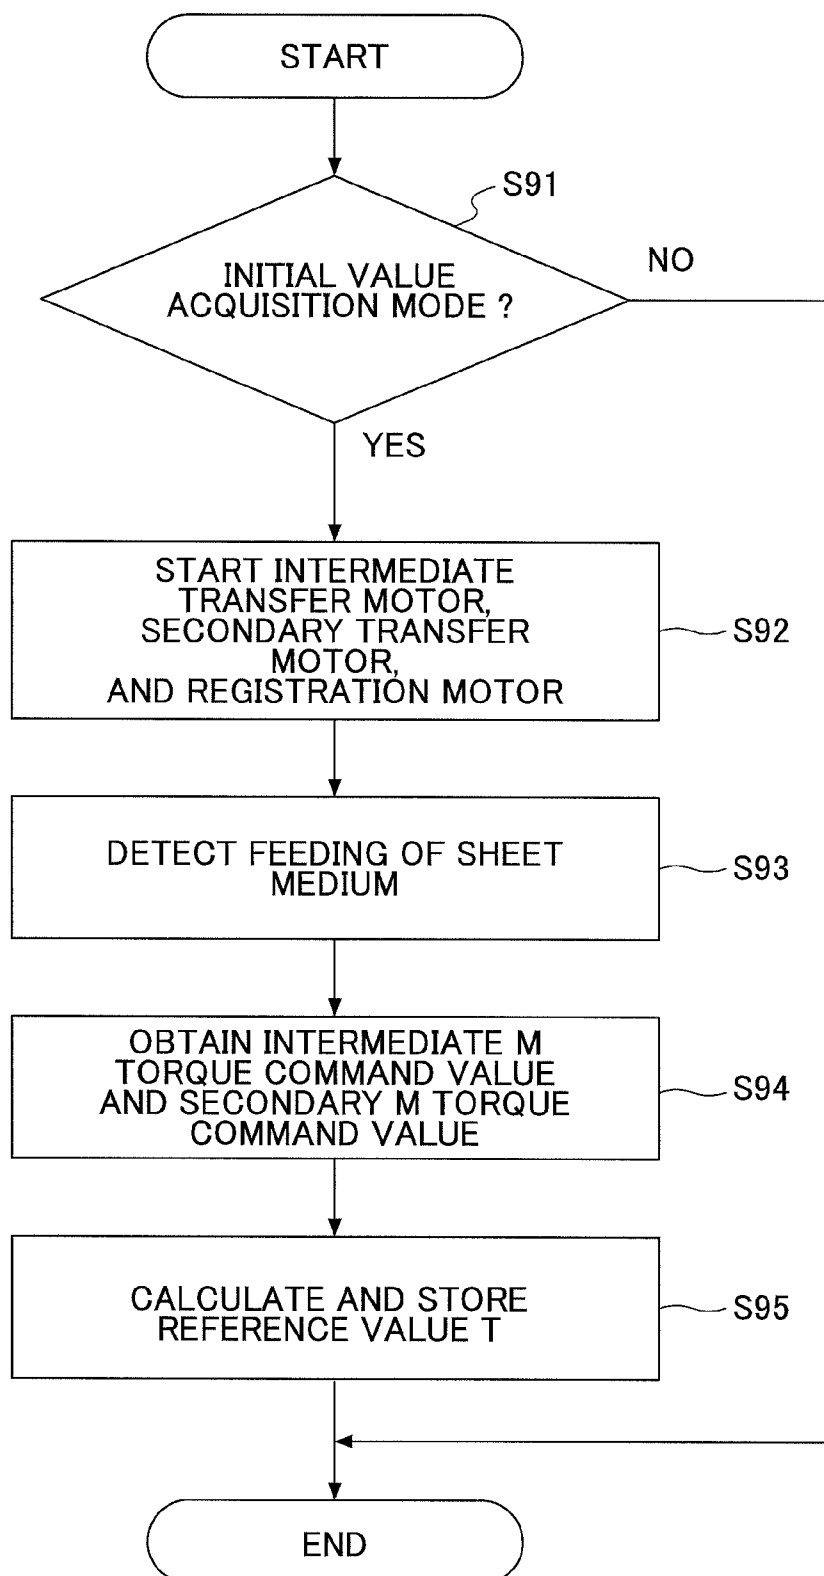 START
S91
INITIAL VALUE
ACQUISITION MODE ?
NO
YES
START INTERMEDIATE
TRANSFER MOTOR,
SECONDARY TRANSFER
MOTOR,
AND REGISTRATION MOTOR
S92
DETECT FEEDING OF SHEET
MEDIUM
S93
OBTAIN INTERMEDIATE M
TORQUE COMMAND VALUE
AND SECONDARY M TORQUE
COMMAND VALUE
S94
CALCULATE AND STORE
REFERENCE VALUE T
S95
END